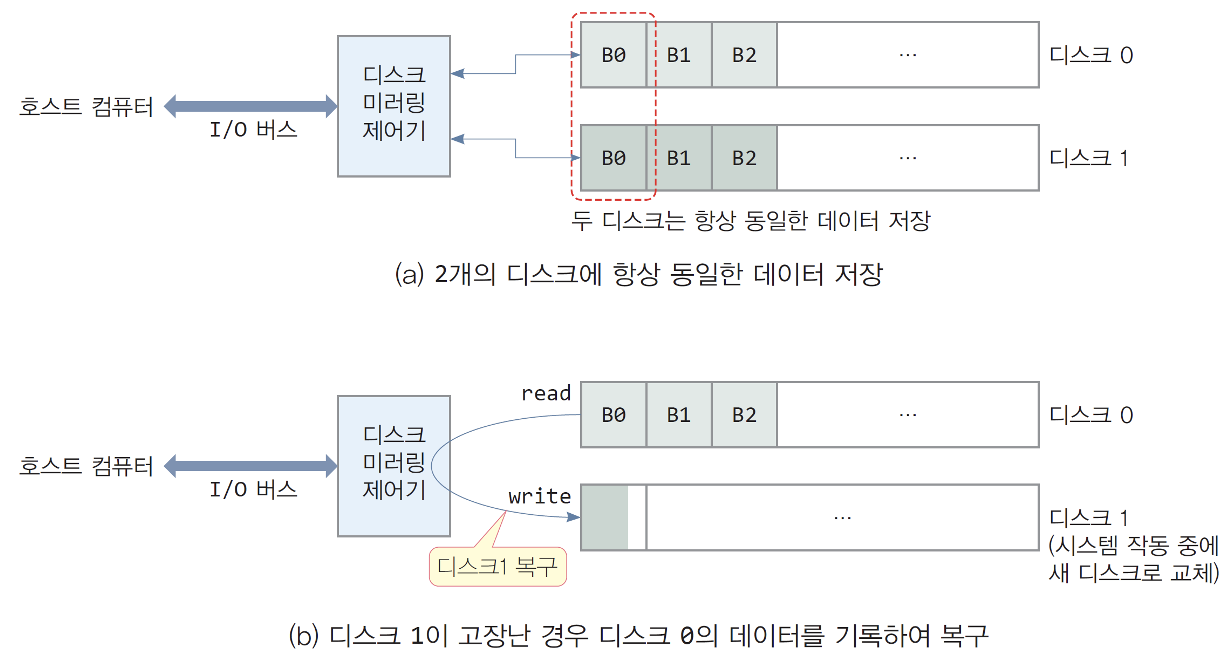 B0 B1 B2 ... 디스크 0
디스크
미러링
제어기
호스트 컴퓨터
I/O 버스
B0 B1 B2 ... 디스크 1
두 디스크는 항상 동일한 데이터 저장
(a) 2개의 디스크에 항상 동일한 데이터 저장
read
B0 B1 B2 ... 디스크 0
디스크
미러링
제어기
호스트 컴퓨터
I/O 버스
write
... 디스크 1
(시스템 작동 중에
새 디스크로 교체)
디스크1 복구
(b) 디스크 1이 고장난 경우 디스크 0의 데이터를 기록하여 복구